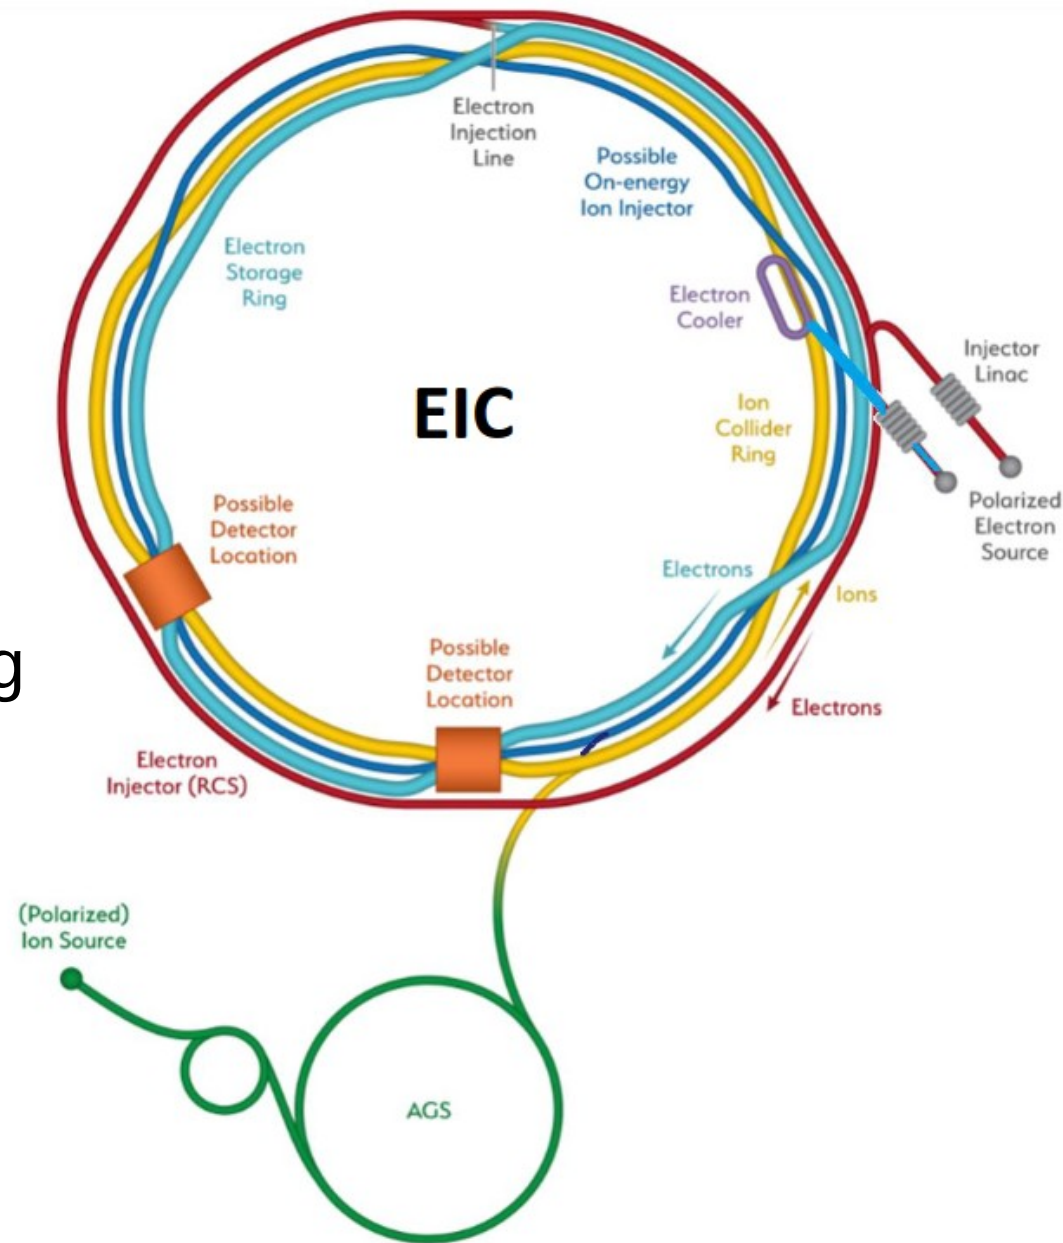 Electron
Injection
Line
Possible
On-energy
Ion Injector
Electron
Storage
Ring
Electron
Cooler
Injector
Linac
EIC
Ion
Collider
Ring
Possible
Detector
Location
Polarized
Electron
Source
Electrons
Ions
Possible
Detector
Location
g
Electrons
Electron
Injector (RCS)
(Polarized)
Ion Source
AGS